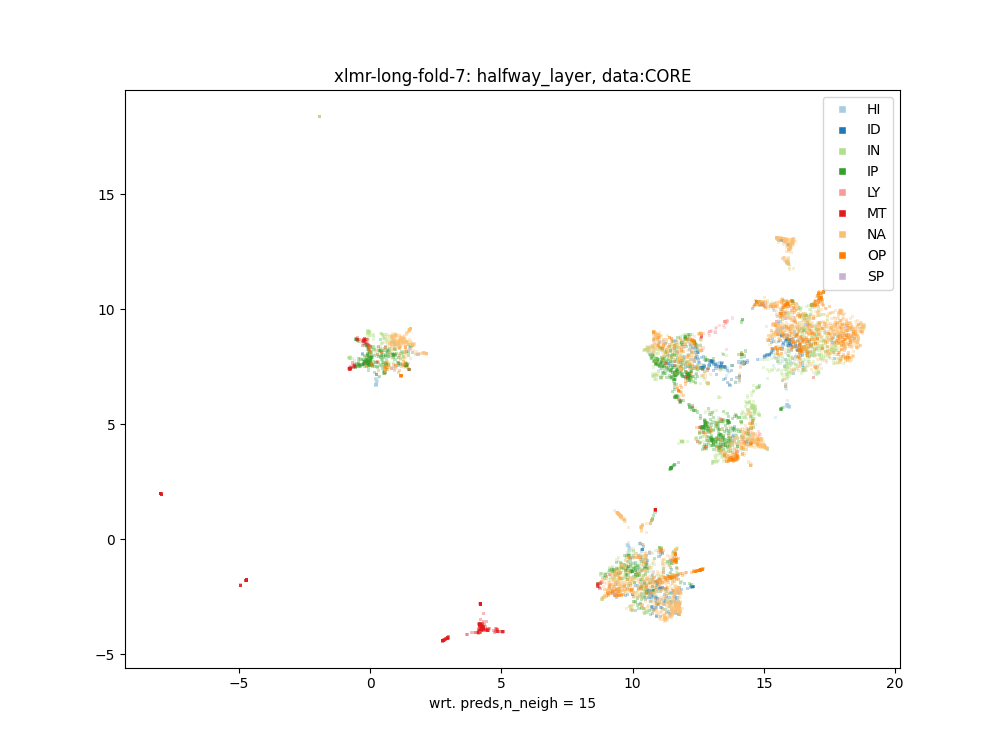 xlmr-long-fold-7: halfway_layer, data:CORE
HI
ID
IN
IP
LY
MT
NA
OP
SP
15
10
5
0
−5
−5
0
5
10
15
20
wrt. preds,n_neigh = 15